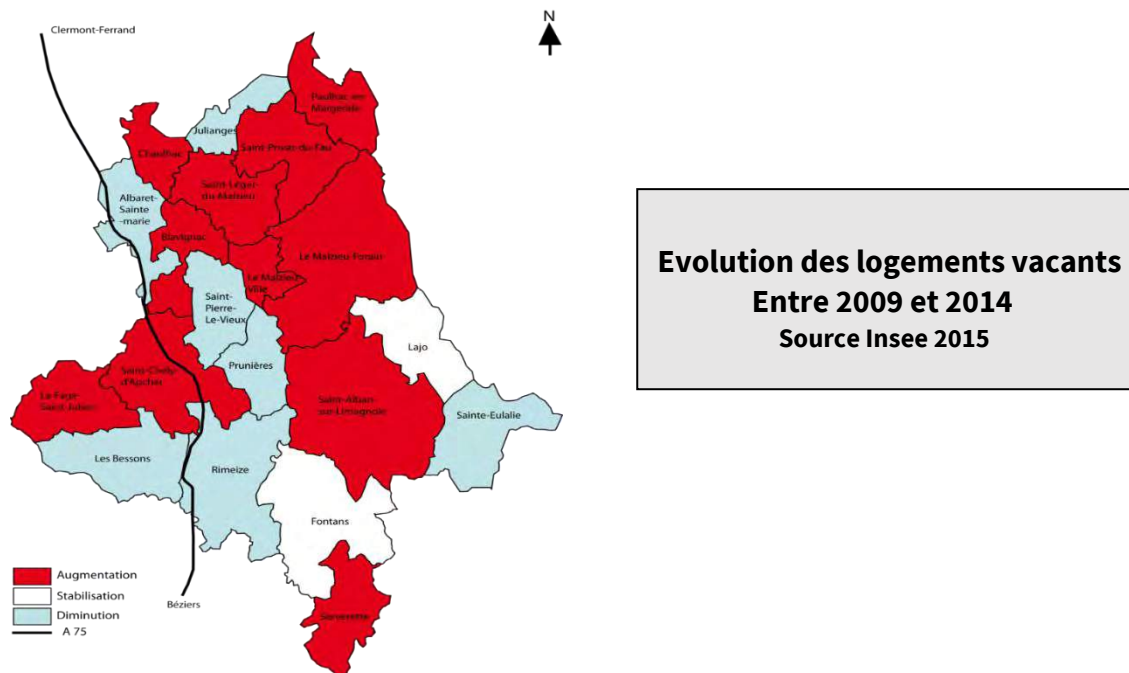 Clermont-Ferrand
N
Paulhac-en-
Margeride
Julianges
Saint-Privat-du-Fau
Chaulhac
Saint-Léger-
du-Malzieu
Albaret-
Sainte
-marie
Blavignac
Le Malzieu-Forain
Le Malzieu
Ville
Saint-
Pierre-
Le-Vieux
Lajo
Prunières
Saint-Chély-
d'Apcher
La Fage-
Saint-Julien
Saint-Alban-
sur-Limagnole
Sainte-Eulalie
Les Bessons
Rimeize
Fontans
Serverette
Béziers
Augmentation
Stabilisation
Diminution
A 75
Evolution des logements vacants
Entre 2009 et 2014
Source Insee 2015